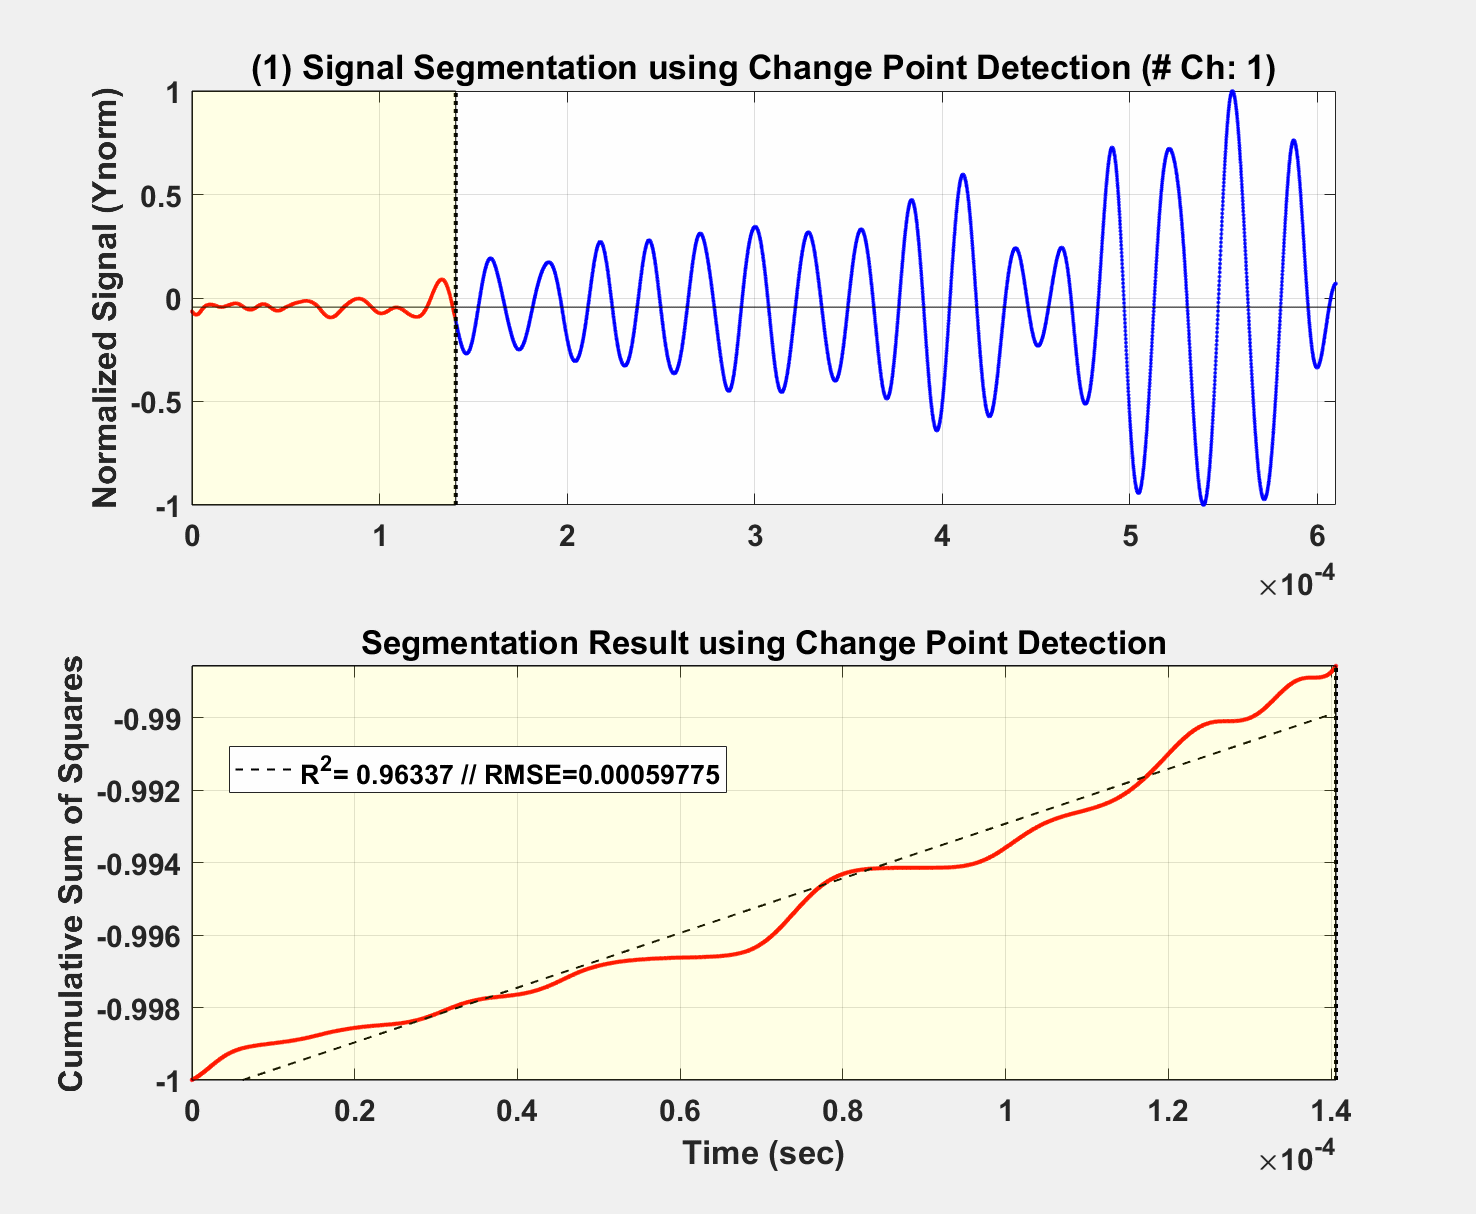 (1) Signal Segmentation using Change Point Detection (# Ch: 1)
Normalized Signal (Ynorm)
1
0.5
0
-0.5
-1
0 1 2 3 4 5 6
×10-4
Segmentation Result using Change Point Detection
Cumulative Sum of Squares
-0.99
-0.992
-0.994
-0.996
-0.998
-1
R2= 0.96337 // RMSE=0.00059775
0 0.2 0.4 0.6 0.8 1 1.2 1.4
Time (sec)
×10-4